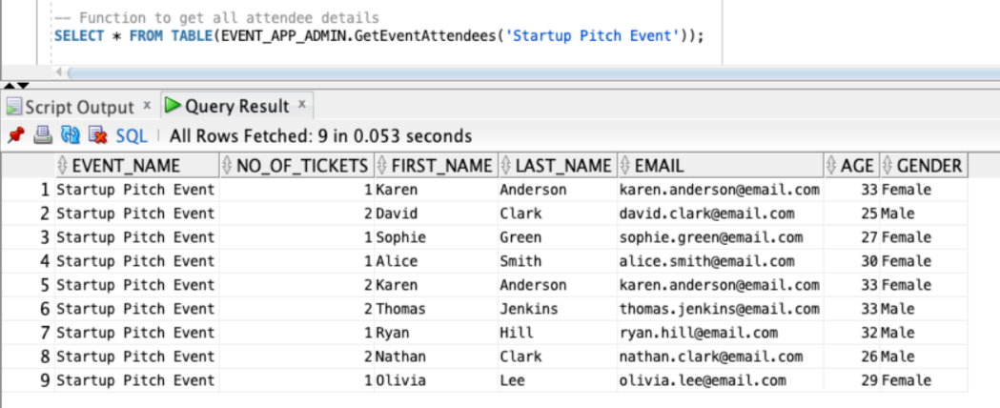 -- Function to get all attendee details
SELECT * FROM TABLE(EVENT_APP_ADMIN.GetEventAttendees('Startup Pitch Event'));
Script Output × Query Result ×
SQL | All Rows Fetched: 9 in 0.053 seconds
EVENT_NAME NO_OF_TICKETS FIRST_NAME LAST_NAME EMAIL AGE GENDER
1 Startup Pitch Event 1 Karen Anderson karen.anderson@email.com 33 Female
2 Startup Pitch Event 2 David Clark david.clark@email.com 25 Male
3 Startup Pitch Event 1 Sophie Green sophie.green@email.com 27 Female
4 Startup Pitch Event 1 Alice Smith alice.smith@email.com 30 Female
5 Startup Pitch Event 2 Karen Anderson karen.anderson@email.com 33 Female
6 Startup Pitch Event 2 Thomas Jenkins thomas.jenkins@email.com 33 Male
7 Startup Pitch Event 1 Ryan Hill ryan.hill@email.com 32 Male
8 Startup Pitch Event 2 Nathan Clark nathan.clark@email.com 26 Male
9 Startup Pitch Event 1 Olivia Lee olivia.lee@email.com 29 Female